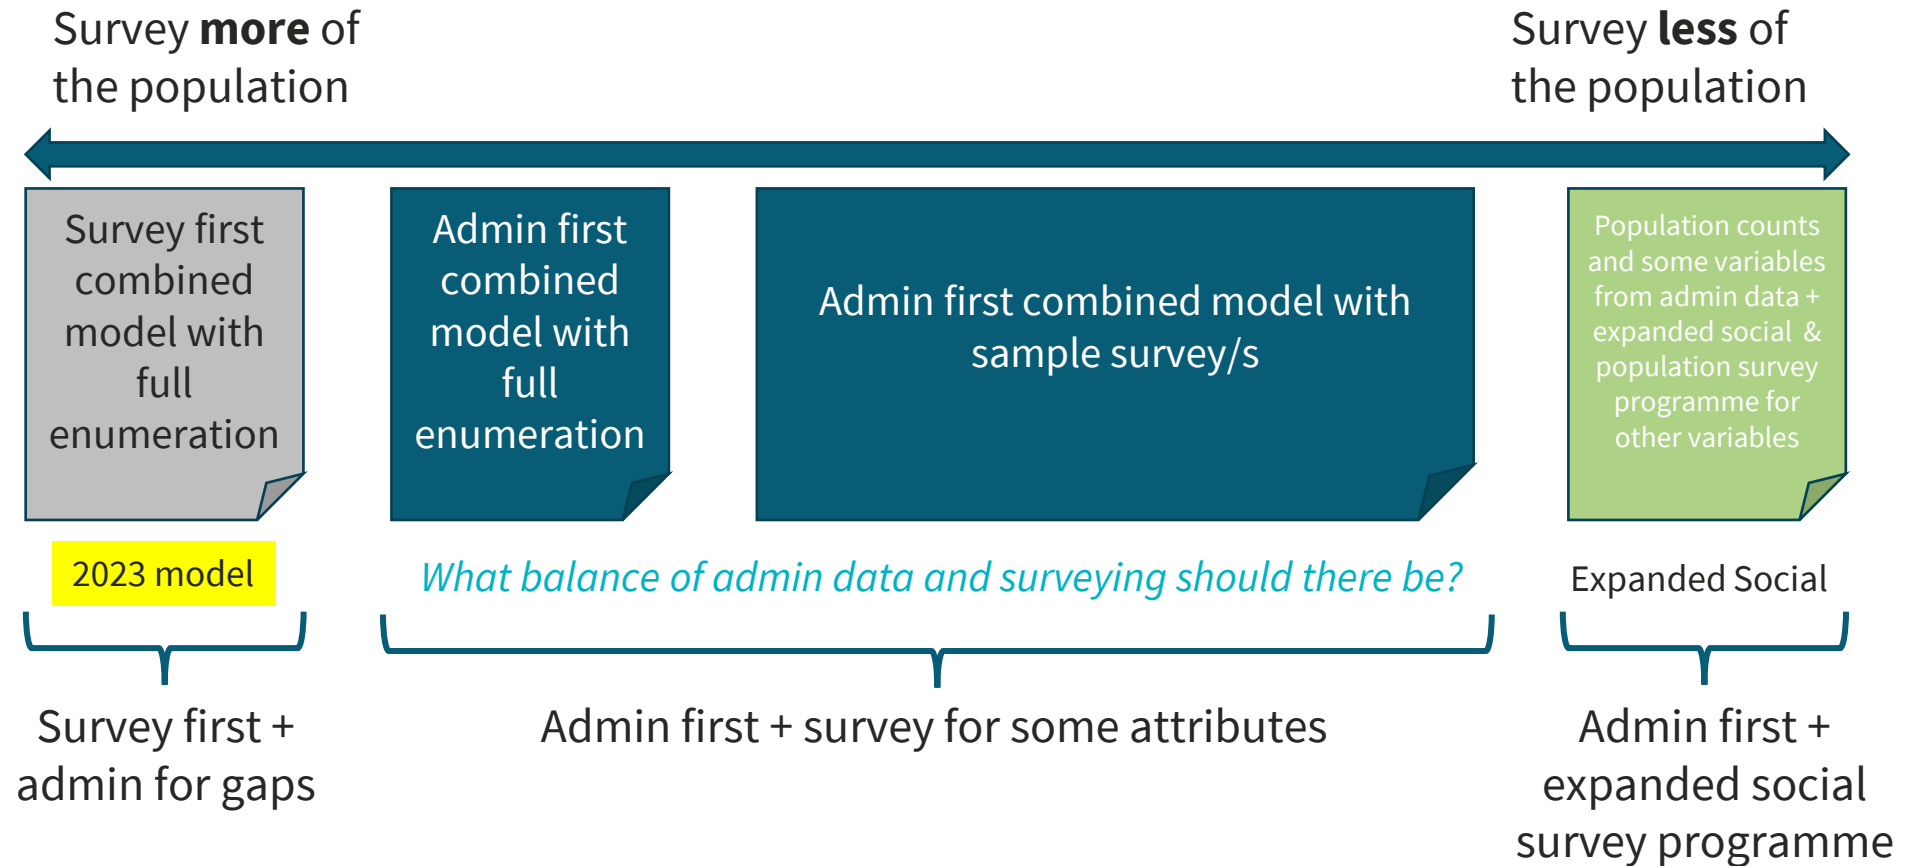 Survey more of
the population
Survey less of
the population
Survey first
combined
model with
full
enumeration
Admin first
combined
model with
full
enumeration
Admin first combined model with
sample survey/s
Population counts
and some variables
from admin data +
expanded social & 
population survey
programme for
other variables
2023 model
What balance of admin data and surveying should there be?
Expanded Social
Survey first +
admin for gaps
Admin first + survey for some attributes
Admin first +
expanded social
survey programme